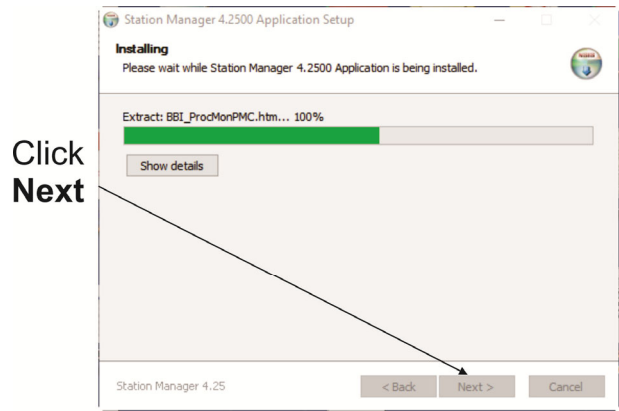 Station Manager 4.2500 Application Setup
Installing
Please wait while Station Manager 4.2500 Application is being installed.
Extract: BBI_ProcMonPMC.htm... 100%
Show details
Click
Next
Station Manager 4.25
< Back Next > Cancel